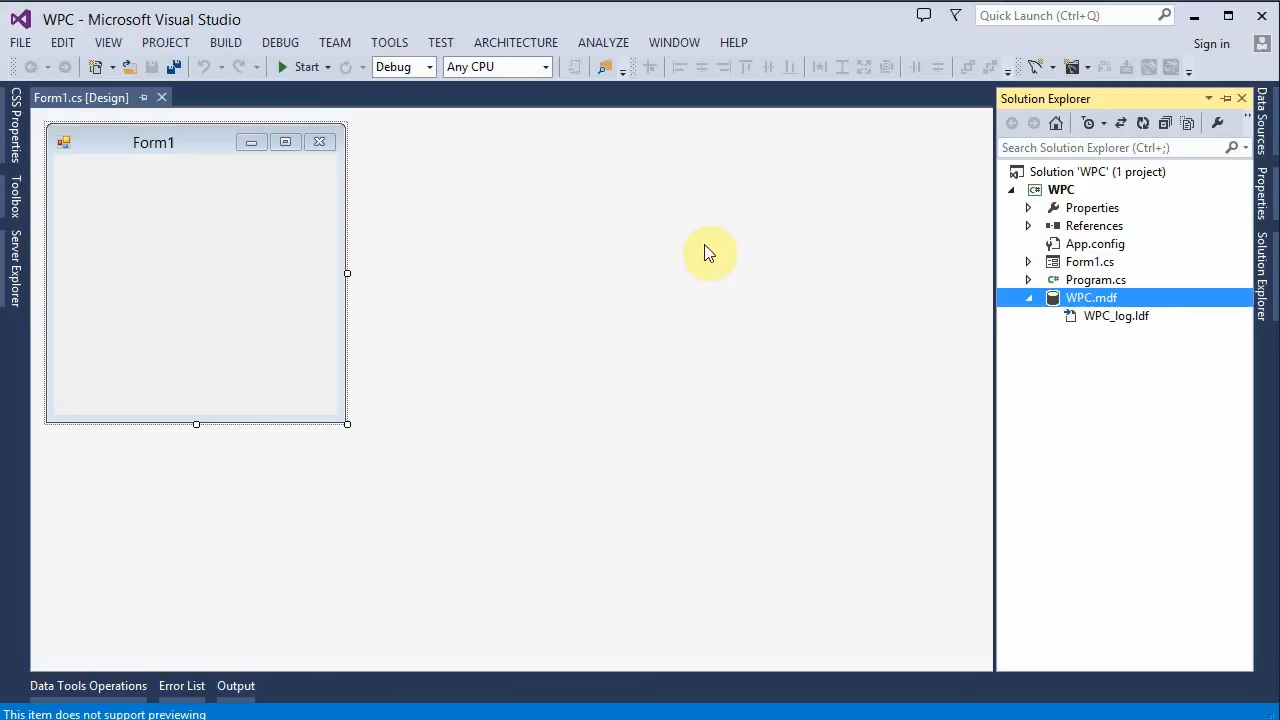 WPC - Microsoft Visual Studio
Quick Launch (Ctrl+Q)
FILE EDIT VIEW PROJECT BUILD DEBUG TEAM TOOLS TEST ARCHITECTURE ANALYZE WINDOW HELP
Sign in
Start Debug Any CPU
CSS Properties
Toolbox
Server Explorer
Form1.cs [Design]
Form1
Solution Explorer
Search Solution Explorer (Ctrl+;)
Solution 'WPC' (1 project)
WPC
Properties
References
App.config
Form1.cs
Program.cs
WPC.mdf
WPC_log.ldf
Data Sources
Properties
Solution Explorer
Data Tools Operations Error List Output
This item does not support previewing